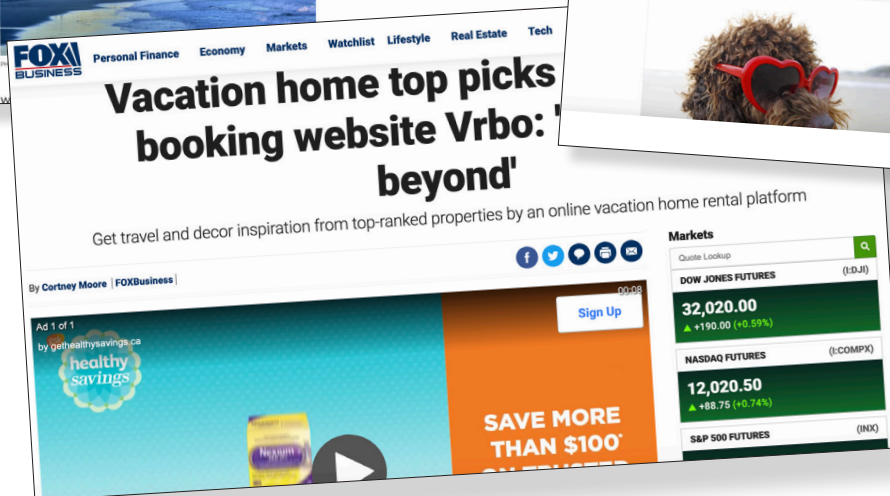 FOX
BUSINESS
Personal Finance
Economy
Markets
Watchlist
Lifestyle
Real Estate
Tech
Vacation home top picks
booking website Vrbo: '
beyond'
Get travel and decor inspiration from top-ranked properties by an online vacation home rental platform
By Cortney Moore | FOXBusiness |
Markets
Quote Lookup
DOW JONES FUTURES (I:DJI)
32,020.00
+190.00 (+0.59%)
NASDAQ FUTURES (I:COMPX)
12,020.50
+88.75 (+0.74%)
S&P 500 FUTURES (INX)
Ad 1 of 1
by gethealthysavings.ca
00:08
Sign Up
healthy
savings
Nexium
SAVE MORE
THAN $100*
ON TRUSTED